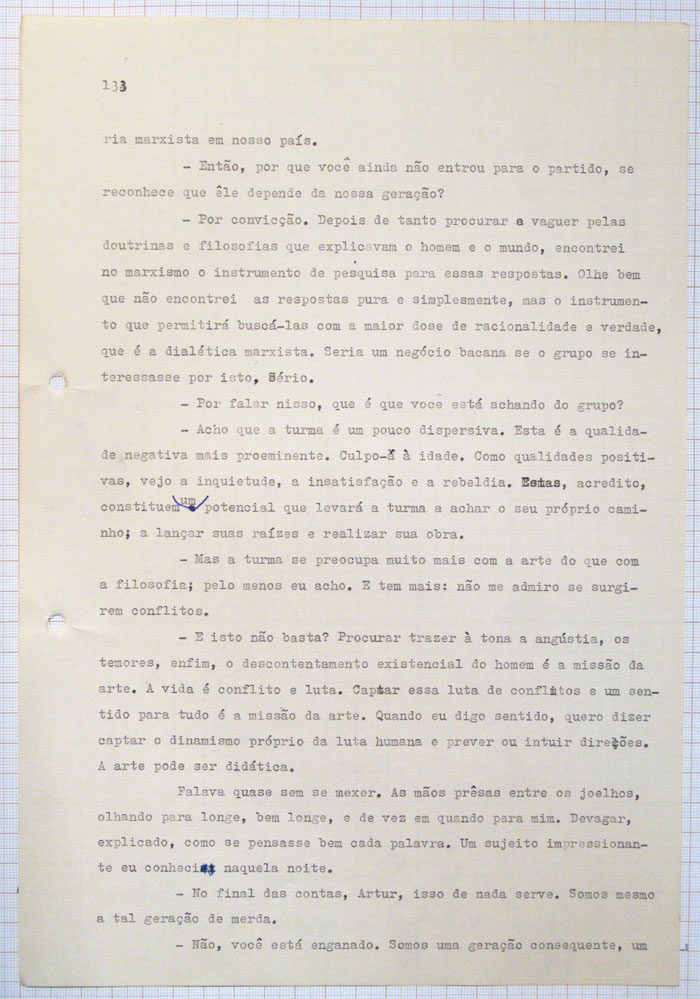 133
ria marxista em nosso país.
- Então, por que você ainda não entrou para o partido, se
reconhece que êle depende da nossa geração?
- Por convicção. Depois de tanto procurar a vaguer pelas
doutrinas e filosofias que explicavam o homem e o mundo, encontrei
no marxismo o instrumento de pesquisa para essas respostas. Olhe bem
que não encontrei as respostas pura e simplesmente, mas o instrumen-
to que permitirá buscá-las com a maior dose de racionalidade e verdade,
que é a dialética marxista. Seria um negócio bacana se o grupo se in-
teressasse por isto, Sério.
- Por falar nisso, que é que você está achando do grupo?
- Acho que a turma é um pouco dispersiva. Esta é a qualida-
de negativa mais proeminente. Culpo- à idade. Como qualidades positi-
vas, vejo a inquietude, a insatisfação e a rebeldia. Estas, acredito,
constituem um potencial que levará a turma a achar o seu próprio cami-
nho; a lançar suas raízes e realizar sua obra.
- Mas a turma se preocupa muito mais com a arte do que com
a filosofia; pelo menos eu acho. E tem mais: não me admiro se surgi-
rem conflitos.
- E isto não basta? Procurar trazer à tona a angústia, os
temores, enfim, o descontentamento existencial do homem é a missão da
arte. A vida é conflito e luta. Captar essa luta de conflitos e um sen-
tido para tudo é a missão da arte. Quando eu digo sentido, quero dizer
captar o dinamismo próprio da luta humana e prever ou intuir direções.
A arte pode ser didática.
Falava quase sem se mexer. As mãos prêsas entre os joelhos,
olhando para longe, bem longe, e de vez em quando para mim. Devagar,
explicado, como se pensasse bem cada palavra. Um sujeito impressionan-
te eu conheci naquela noite.
- No final das contas, Artur, isso de nada serve. Somos mesmo
a tal geração de merda.
- Não, você está enganado. Somos uma geração consequente, um